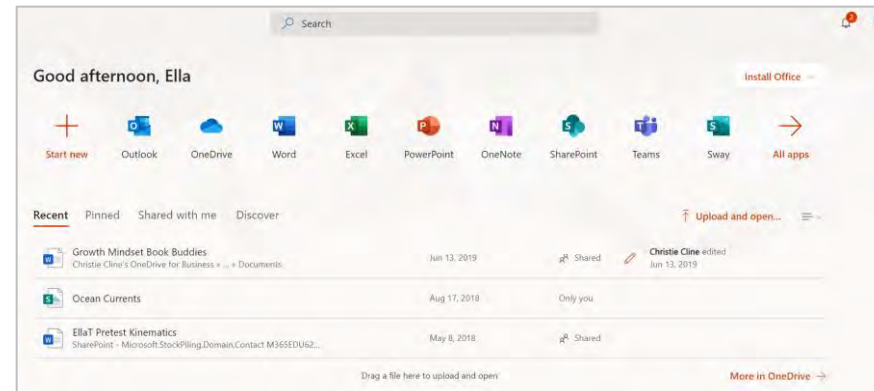 Search
2
Good afternoon, Ella
Install Office
Start new Outlook OneDrive Word Excel PowerPoint OneNote SharePoint Teams Sway All apps
Recent Pinned Shared with me Discover Upload and open...
Growth Mindset Book Buddies Jun 13, 2019 Shared Christie Cline edited
Christie Cline's OneDrive for Business » ... » Documents Jun 13, 2019
Ocean Currents Aug 17, 2018 Only you
EllaT Pretest Kinematics May 8, 2018 Shared
SharePoint - Microsoft.StockPiling.Domain.Contact M365EDU62...
Drag a file here to upload and open More in OneDrive